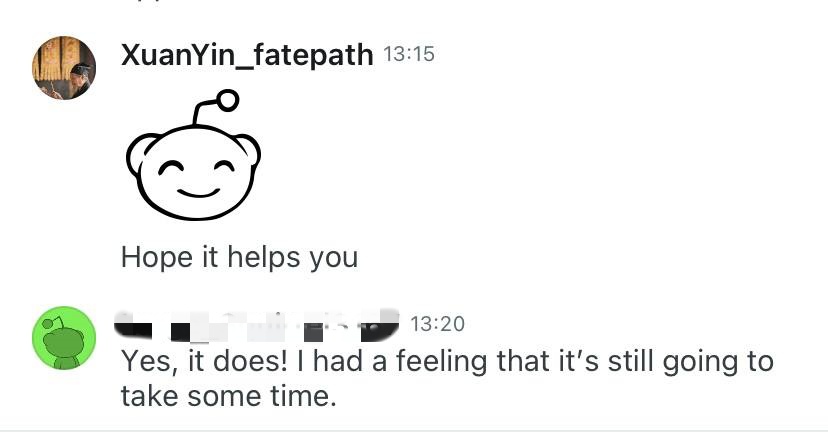 XuanYin_fatepath 13:15
Hope it helps you
13:20
Yes, it does! I had a feeling that it's still going to
take some time.